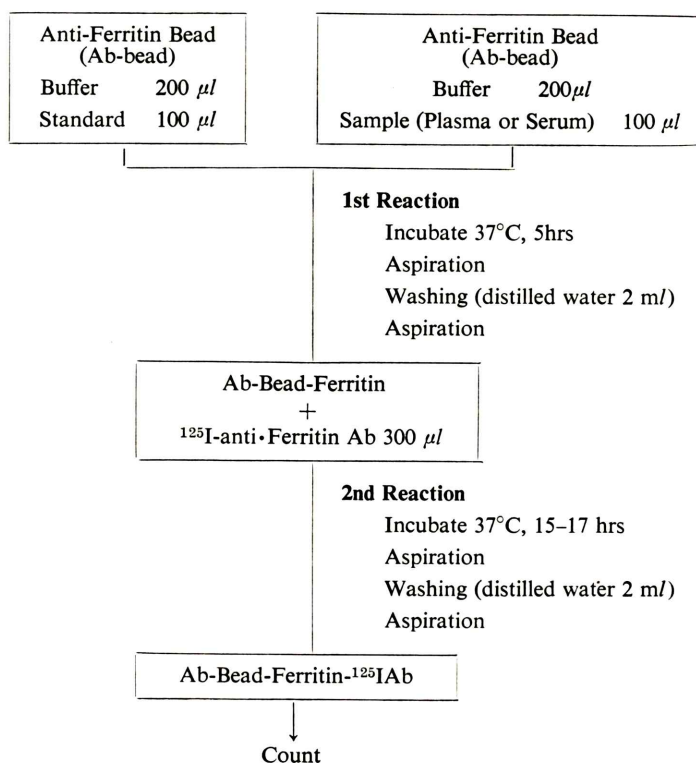 Anti-Ferritin Bead
(Ab-bead)
Buffer 200 µl
Standard 100 µl
Anti-Ferritin Bead
(Ab-bead)
Buffer 200µl
Sample (Plasma or Serum) 100 µl
1st Reaction
Incubate 37°C, 5hrs
Aspiration
Washing (distilled water 2 ml)
Aspiration
Ab-Bead-Ferritin
+
¹²⁵I-anti·Ferritin Ab 300 µl
2nd Reaction
Incubate 37°C, 15–17 hrs
Aspiration
Washing (distilled water 2 ml)
Aspiration
Ab-Bead-Ferritin-¹²⁵IAb
Count